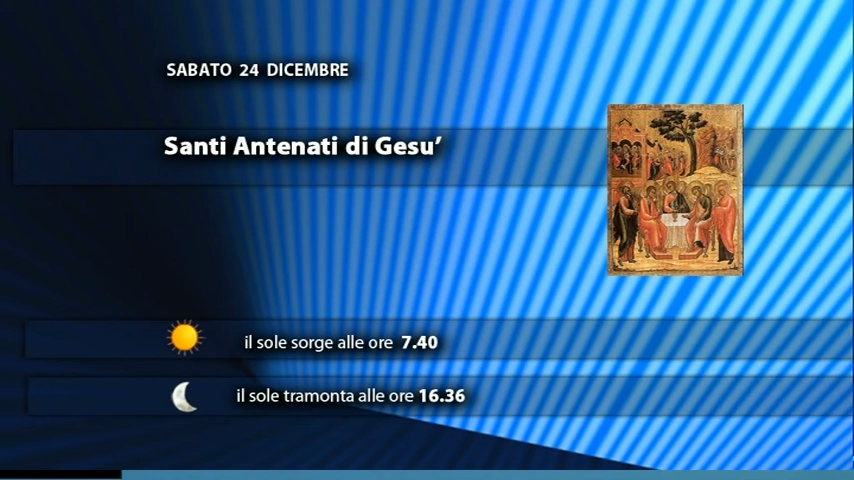 SABATO 24 DICEMBRE
Santi Antenati di Gesu'
il sole sorge alle ore 7.40
il sole tramonta alle ore 16.36